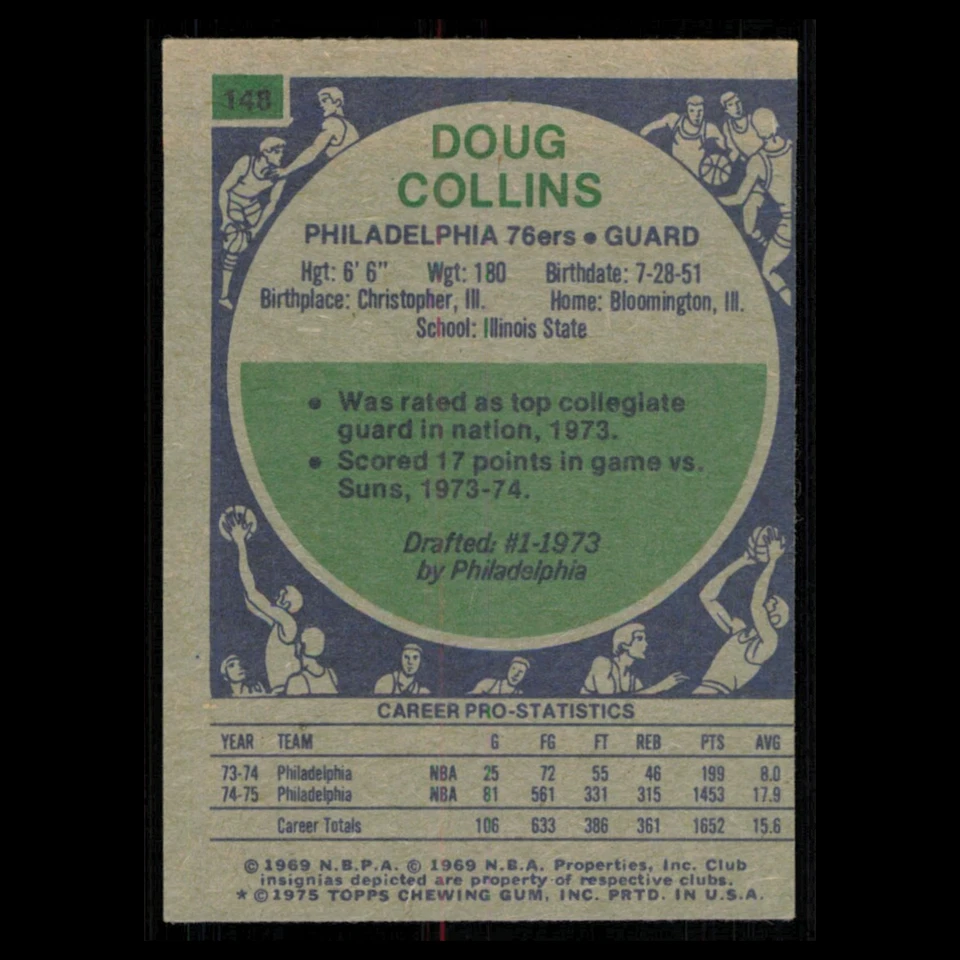 148
DOUG
COLLINS
PHILADELPHIA 76ers • GUARD
Hgt: 6' 6" Wgt: 180 Birthdate: 7-28-51
Birthplace: Christopher, Ill. Home: Bloomington, Ill.
School: Illinois State
• Was rated as top collegiate
guard in nation, 1973.
• Scored 17 points in game vs.
Suns, 1973-74.
Drafted: #1-1973
by Philadelphia
CAREER PRO-STATISTICS
YEAR TEAM G FG FT REB PTS AVG
73-74 Philadelphia NBA 25 72 55 46 199 8.0
74-75 Philadelphia NBA 81 561 331 315 1453 17.9
Career Totals 106 633 386 361 1652 15.6
© 1969 N.B.P.A. © 1969 N.B.A. Properties, Inc. Club
insignias depicted are property of respective clubs.
* © 1975 TOPPS CHEWING GUM, INC. PRTD. IN U.S.A.